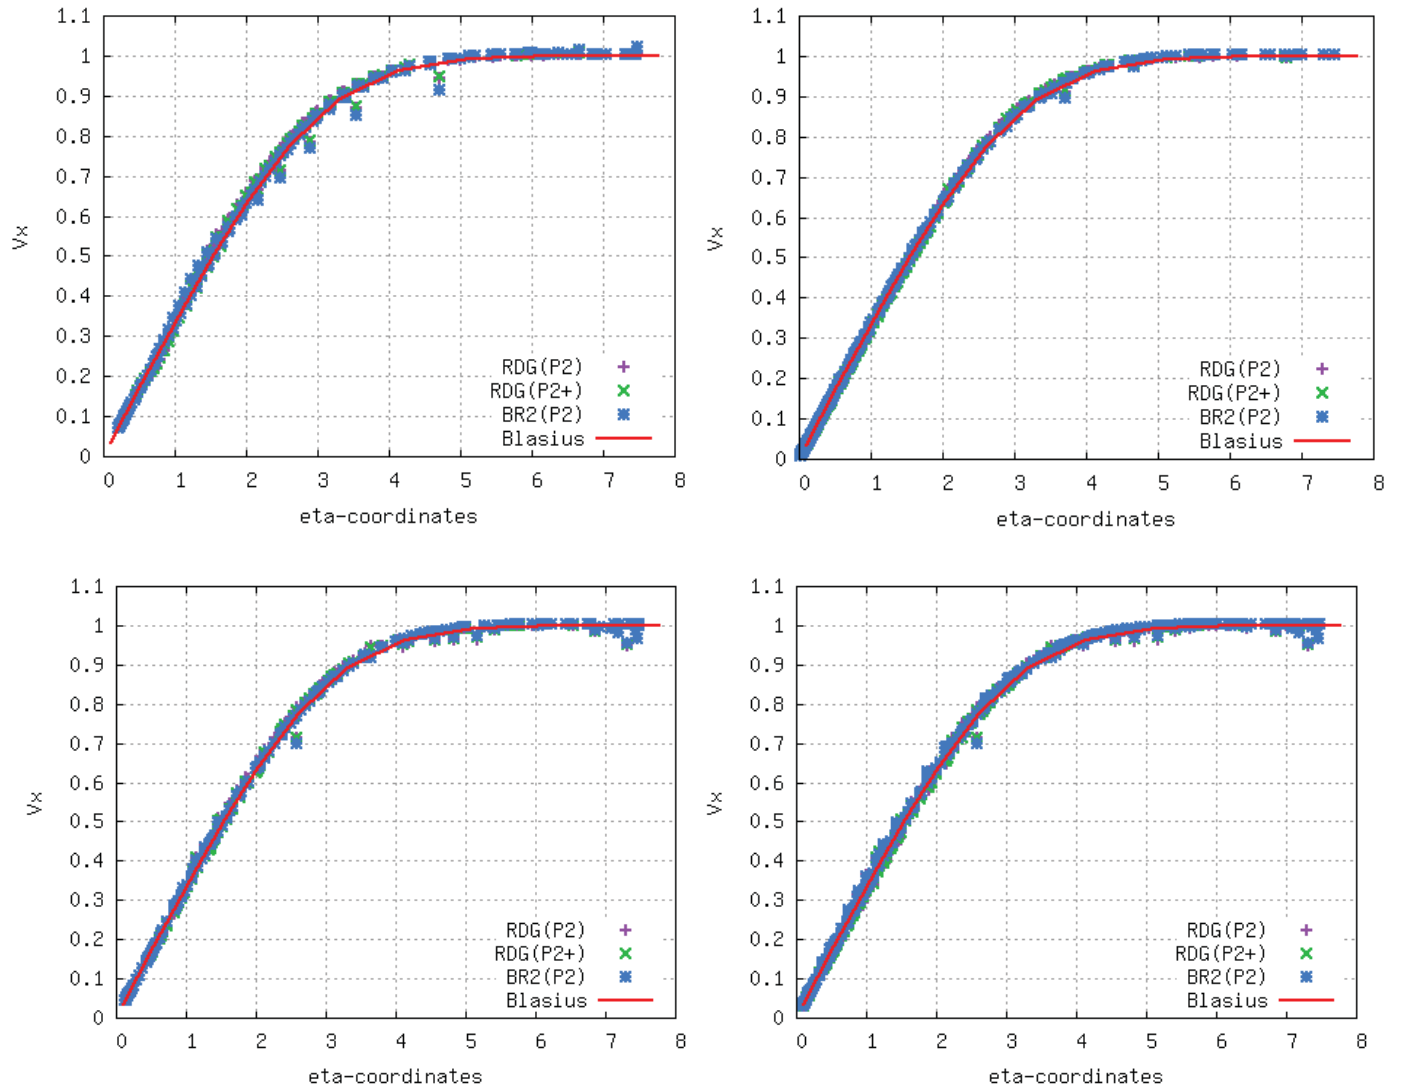 1.1
1
0.9
0.8
0.7
0.6
0.5
0.4
0.3
0.2
0.1
0
Vx
RDG(P2)
RDG(P2+)
BR2(P2)
Blasius
0 1 2 3 4 5 6 7 8
eta-coordinates
1.1
1
0.9
0.8
0.7
0.6
0.5
0.4
0.3
0.2
0.1
0
Vx
RDG(P2)
RDG(P2+)
BR2(P2)
Blasius
0 1 2 3 4 5 6 7 8
eta-coordinates
1.1
1
0.9
0.8
0.7
0.6
0.5
0.4
0.3
0.2
0.1
0
Vx
RDG(P2)
RDG(P2+)
BR2(P2)
Blasius
0 1 2 3 4 5 6 7 8
eta-coordinates
1.1
1
0.9
0.8
0.7
0.6
0.5
0.4
0.3
0.2
0.1
0
Vx
RDG(P2)
RDG(P2+)
BR2(P2)
Blasius
0 1 2 3 4 5 6 7 8
eta-coordinates